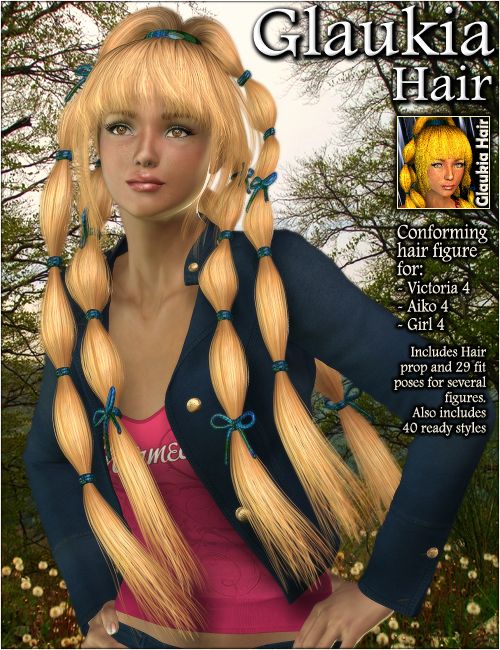 Glaukia
Hair
Glaukia Hair
Conforming
hair figure
for:
- Victoria 4
- Aiko 4
- Girl 4
Includes Hair
prop and 29 fit
poses for several
figures.
Also includes
40 ready styles